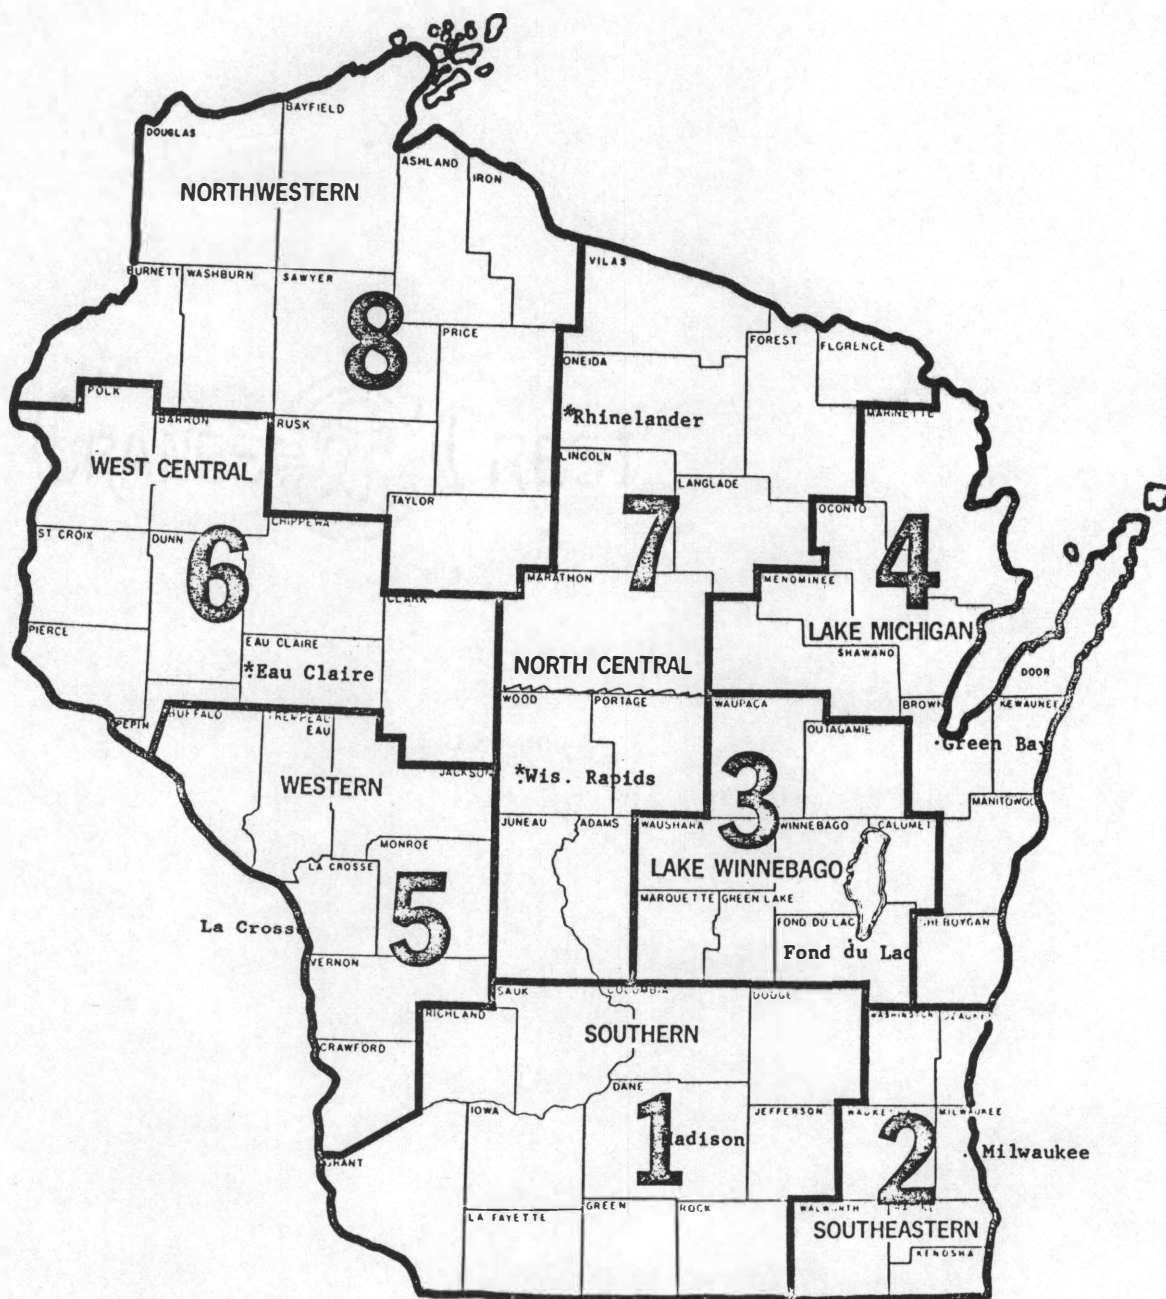 BAYFIELD
DOUGLAS
ASHLAND
IRON
NORTHWESTERN
VILAS
BURNETT WASHBURN SAWYER
8
PRICE
FOREST
FLORENCE
ONEIDA
POLK
BARRON
RUSK
*Rhinelander
MARINETTE
WEST CENTRAL
LINCOLN
LANGLADE
TAYLOR
7
OCONTO
CHIPPEWA
ST CROIX
DUNN
6
4
MARATHON
MENOMINEE
CLARK
PIERCE
EAU CLAIRE
LAKE MICHIGAN
SHAWANO
*Eau Claire
NORTH CENTRAL
DOOR
WOOD
PORTAGE
WAUPACA
BROWN
KEWAUNEE
BUFFALO
TREMPEAL
EAU
PEPIN
OUTAGAMIE
Green Bay
JACKSON
*Wis. Rapids
WESTERN
3
MANITOWOC
JUNEAU
ADAMS
WAUSHARA
WINNEBAGO
CALUMET
MONROE
LA CROSSE
LAKE WINNEBAGO
5
MARQUETTE
GREEN LAKE
FOND DU LAC
SHEBOYGAN
La Crosse
Fond du Lac
VERNON
SAUK
COLUMBIA
DODGE
RICHLAND
WASHINGTON
OZAUKEE
SOUTHERN
CRAWFORD
DANE
IOWA
JEFFERSON
MILWAUKEE
1
Madison
2
Milwaukee
GRANT
LA FAYETTE
GREEN
ROCK
WALWORTH
SOUTHEASTERN
KENOSHA